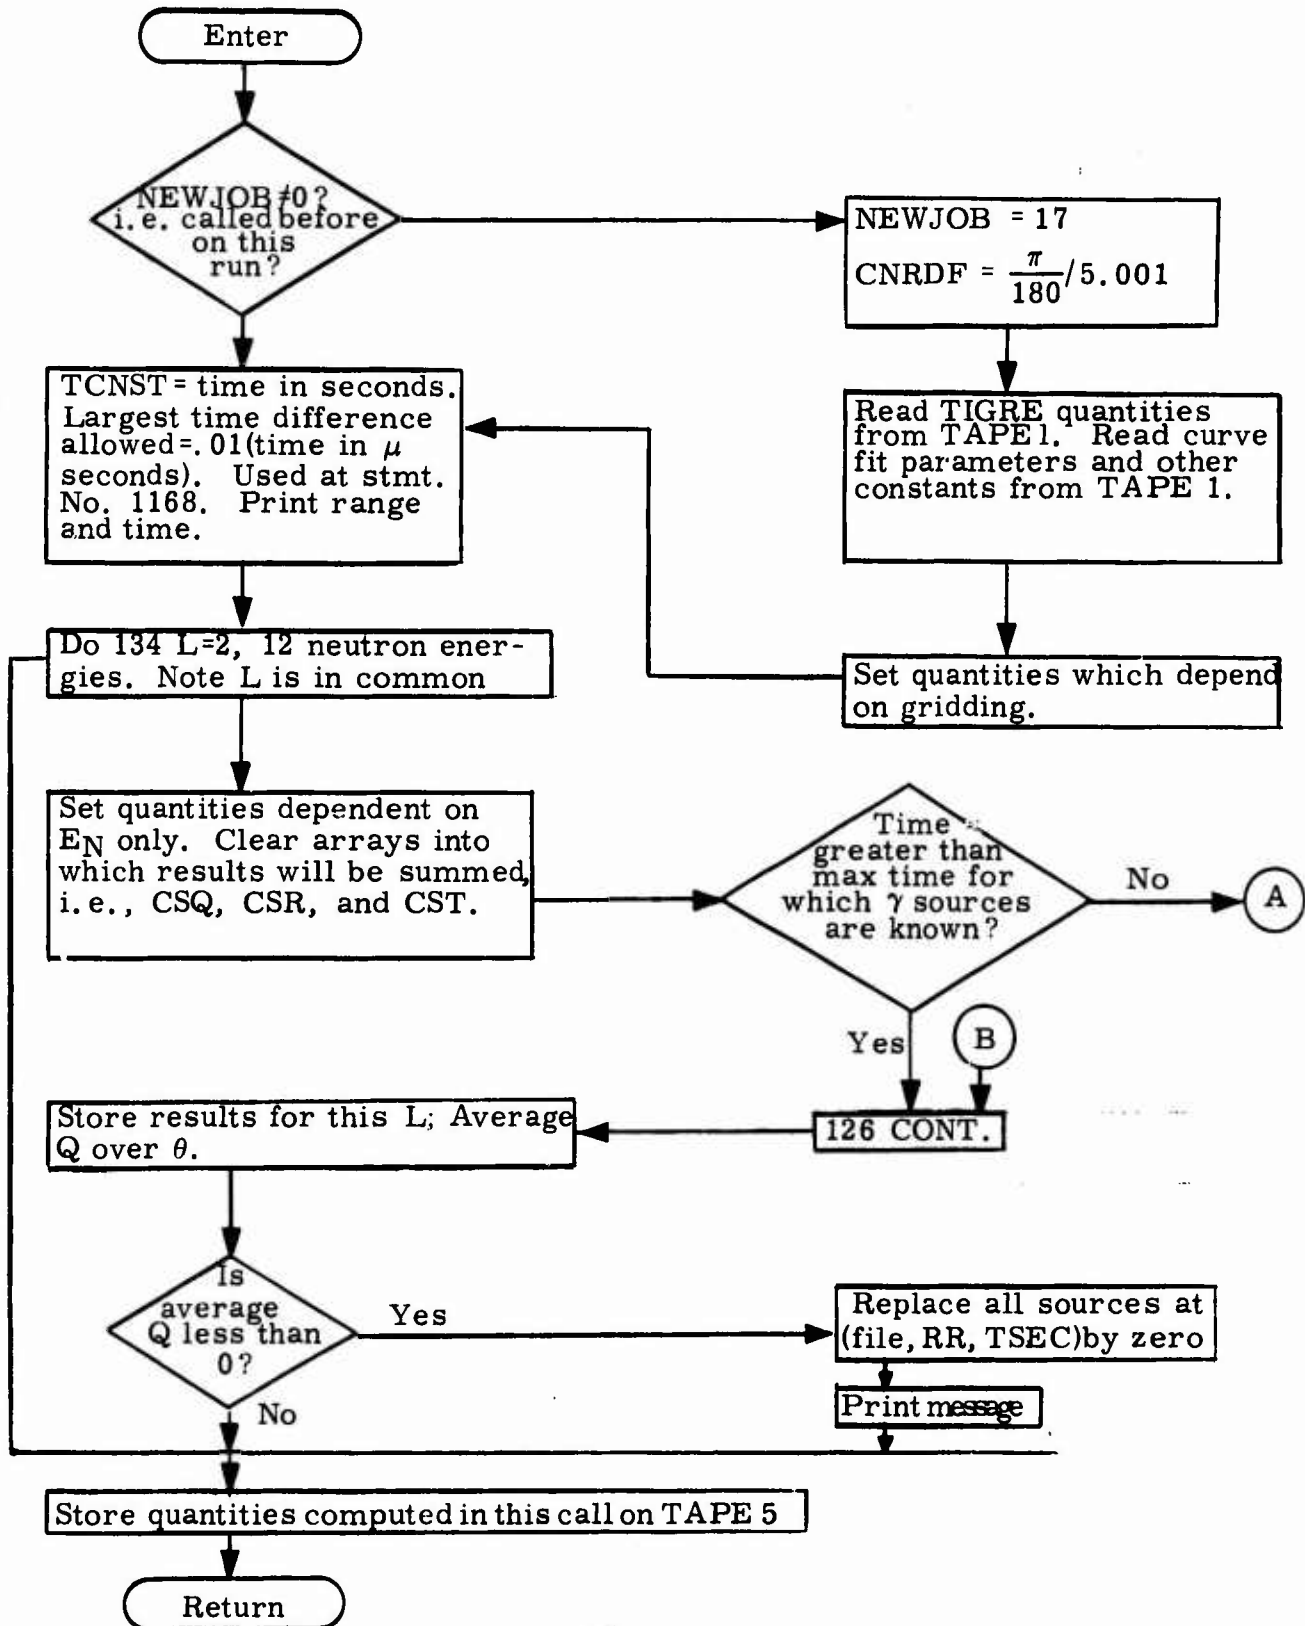 Enter
NEWJOB ≠0?
i. e. called before
on this
run?
NEWJOB = 17
CNRDF = π/180 /5.001
TCNST = time in seconds.
Largest time difference
allowed=.01(time in μ
seconds). Used at stmt.
No. 1168. Print range
and time.
Read TIGRE quantities
from TAPE 1. Read curve
fit parameters and other
constants from TAPE 1.
Do 134 L=2, 12 neutron ener-
gies. Note L is in common
Set quantities which depend
on gridding.
Set quantities dependent on
EN only. Clear arrays into
which results will be summed,
i. e., CSQ, CSR, and CST.
Time
greater than
max time for
which γ sources
are known?
No
A
Yes
B
126 CONT.
Store results for this L; Average
Q over θ.
Is
average
Q less than
0?
Yes
Replace all sources at
(file, RR, TSEC)by zero
Print message
No
Store quantities computed in this call on TAPE 5
Return